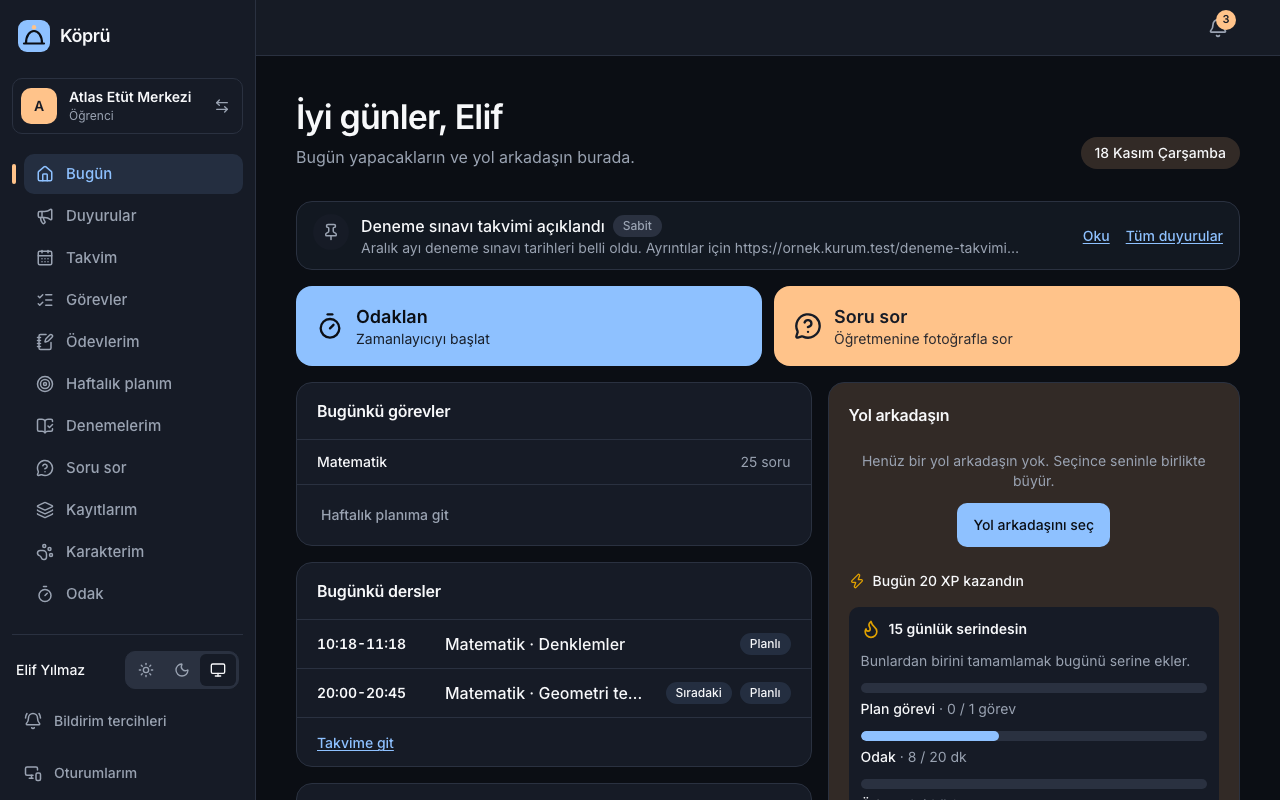 Köprü
3
A
Atlas Etüt Merkezi
Öğrenci
Bugün
Duyurular
Takvim
Görevler
Ödevlerim
Haftalık planım
Denemelerim
Soru sor
Kayıtlarım
Karakterim
Odak
Elif Yılmaz
Bildirim tercihleri
Oturumlarım
İyi günler, Elif
Bugün yapacakların ve yol arkadaşın burada.
18 Kasım Çarşamba
Deneme sınavı takvimi açıklandı Sabit
Aralık ayı deneme sınavı tarihleri belli oldu. Ayrıntılar için https://ornek.kurum.test/deneme-takvimi...
Oku Tüm duyurular
Odaklan
Zamanlayıcıyı başlat
Soru sor
Öğretmenine fotoğrafla sor
Bugünkü görevler
Matematik 25 soru
Haftalık planıma git
Bugünkü dersler
10:18-11:18 Matematik · Denklemler Planlı
20:00-20:45 Matematik · Geometri te... Sıradaki Planlı
Takvime git
Yol arkadaşın
Henüz bir yol arkadaşın yok. Seçince seninle birlikte
büyür.
Yol arkadaşını seç
Bugün 20 XP kazandın
15 günlük serindesin
Bunlardan birini tamamlamak bugünü serine ekler.
Plan görevi · 0 / 1 görev
Odak · 8 / 20 dk